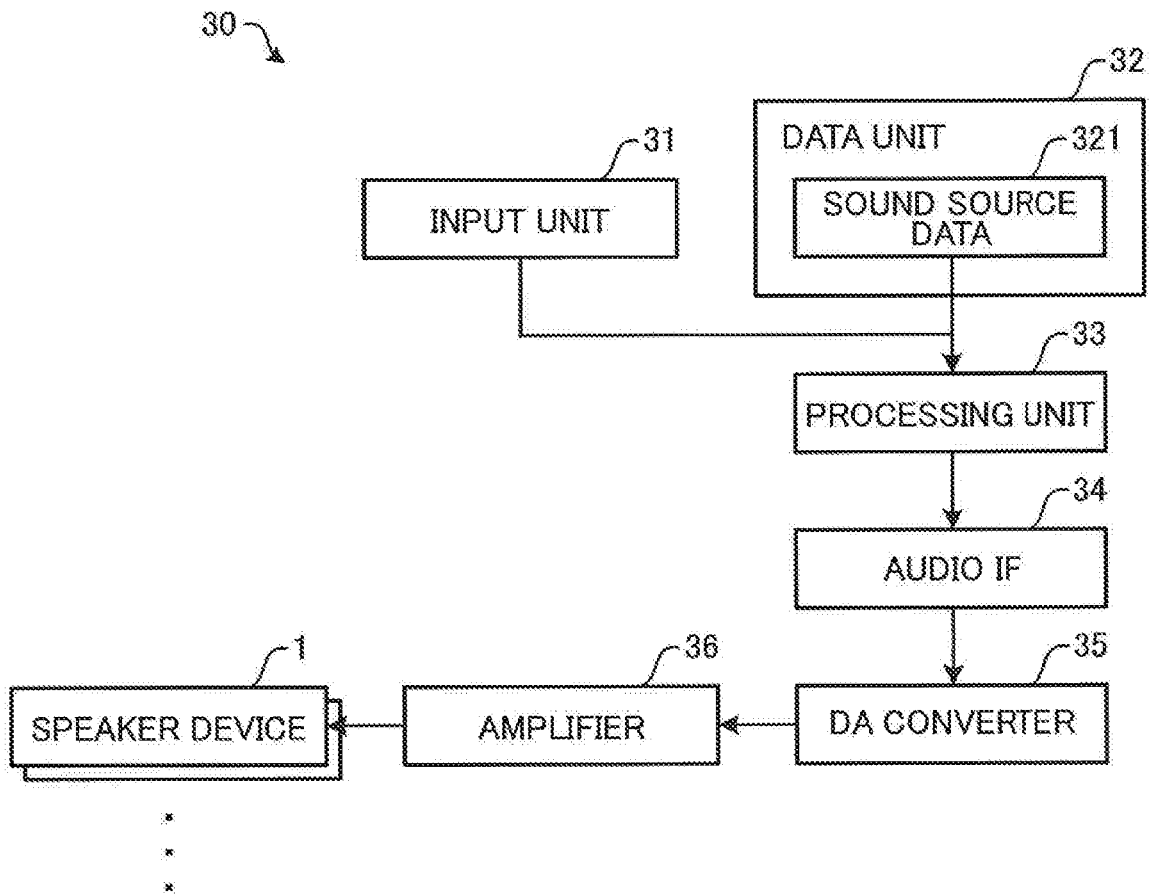 30
32
DATA UNIT
31
321
INPUT UNIT
SOUND SOURCE
DATA
33
PROCESSING UNIT
34
AUDIO IF
1
36
35
SPEAKER DEVICE
AMPLIFIER
DA CONVERTER